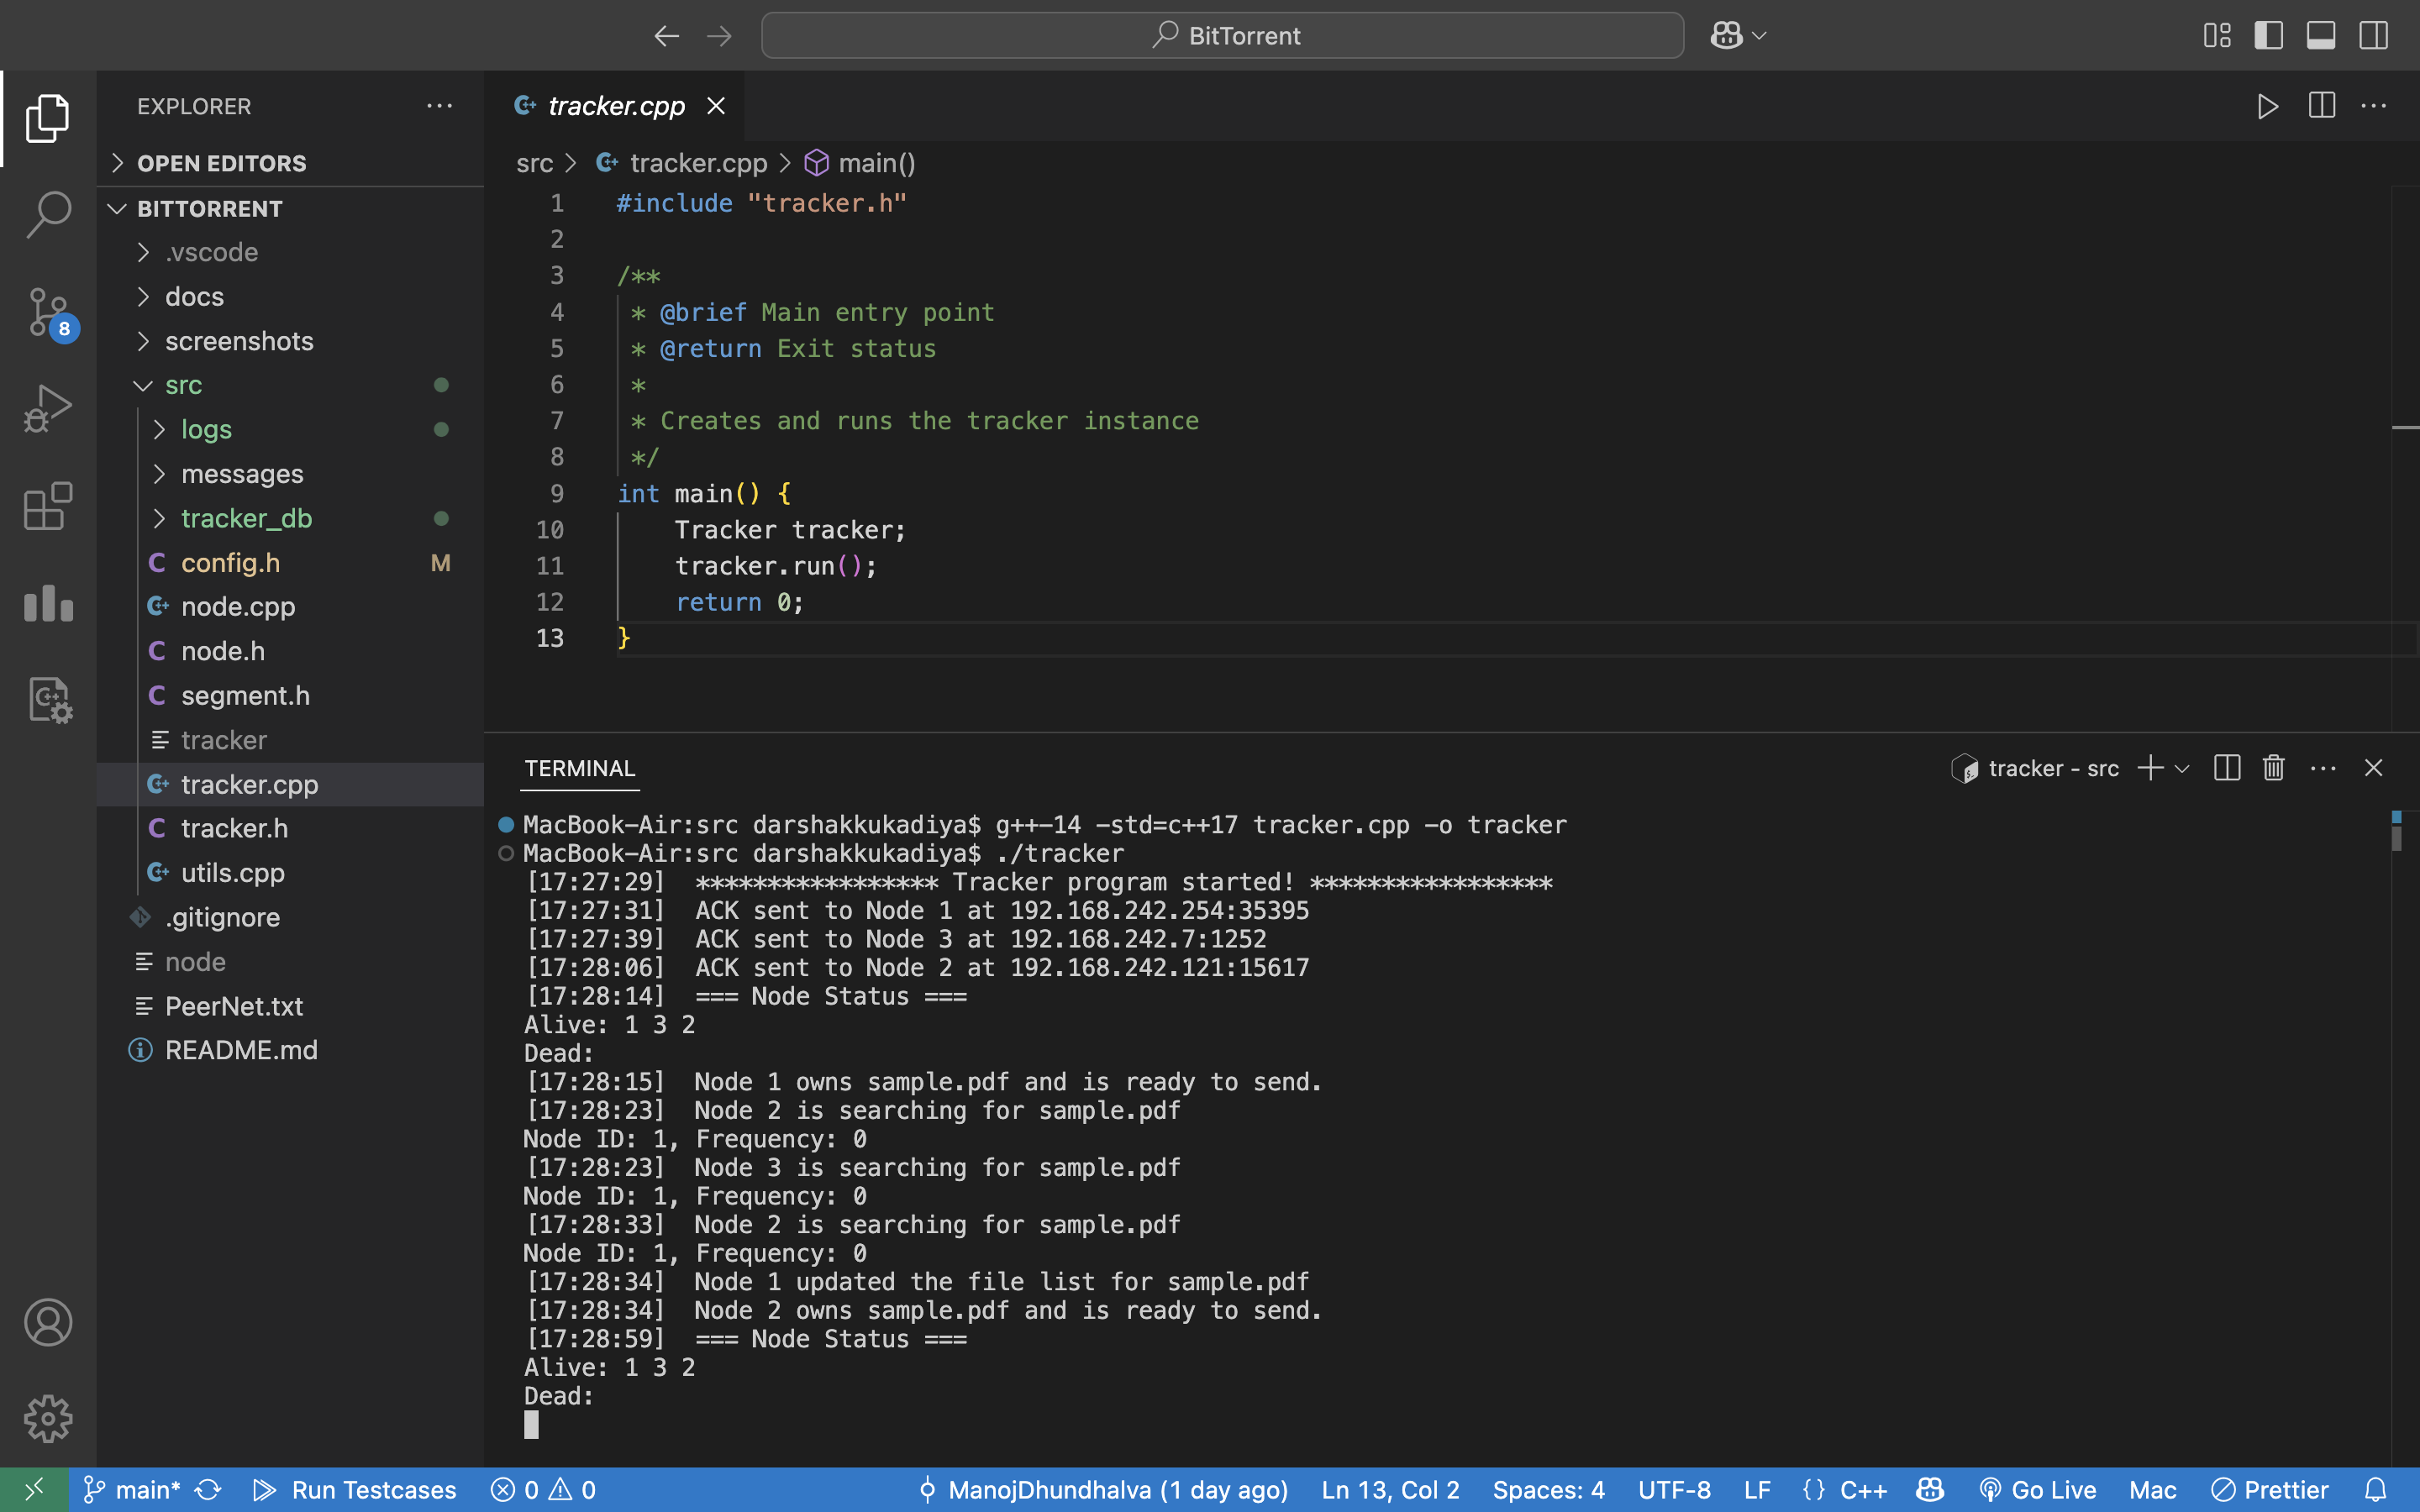 BitTorrent
EXPLORER
OPEN EDITORS
BITTORRENT
.vscode
docs
screenshots
src
logs
messages
tracker_db
config.h M
node.cpp
node.h
segment.h
tracker
tracker.cpp
tracker.h
utils.cpp
.gitignore
node
PeerNet.txt
README.md
8
tracker.cpp
src > tracker.cpp > main()
1 #include "tracker.h"
2
3 /**
4 * @brief Main entry point
5 * @return Exit status
6 *
7 * Creates and runs the tracker instance
8 */
9 int main() {
10 Tracker tracker;
11 tracker.run();
12 return 0;
13 }
TERMINAL
tracker - src
MacBook-Air:src darshakkukadiya$ g++-14 -std=c++17 tracker.cpp -o tracker
MacBook-Air:src darshakkukadiya$ ./tracker
[17:27:29] ***************** Tracker program started! *****************
[17:27:31] ACK sent to Node 1 at 192.168.242.254:35395
[17:27:39] ACK sent to Node 3 at 192.168.242.7:1252
[17:28:06] ACK sent to Node 2 at 192.168.242.121:15617
[17:28:14] === Node Status ===
Alive: 1 3 2
Dead:
[17:28:15] Node 1 owns sample.pdf and is ready to send.
[17:28:23] Node 2 is searching for sample.pdf
Node ID: 1, Frequency: 0
[17:28:23] Node 3 is searching for sample.pdf
Node ID: 1, Frequency: 0
[17:28:33] Node 2 is searching for sample.pdf
Node ID: 1, Frequency: 0
[17:28:34] Node 1 updated the file list for sample.pdf
[17:28:34] Node 2 owns sample.pdf and is ready to send.
[17:28:59] === Node Status ===
Alive: 1 3 2
Dead:
main* Run Testcases 0 0 ManojDhundhalva (1 day ago) Ln 13, Col 2 Spaces: 4 UTF-8 LF {} C++ Go Live Mac Prettier